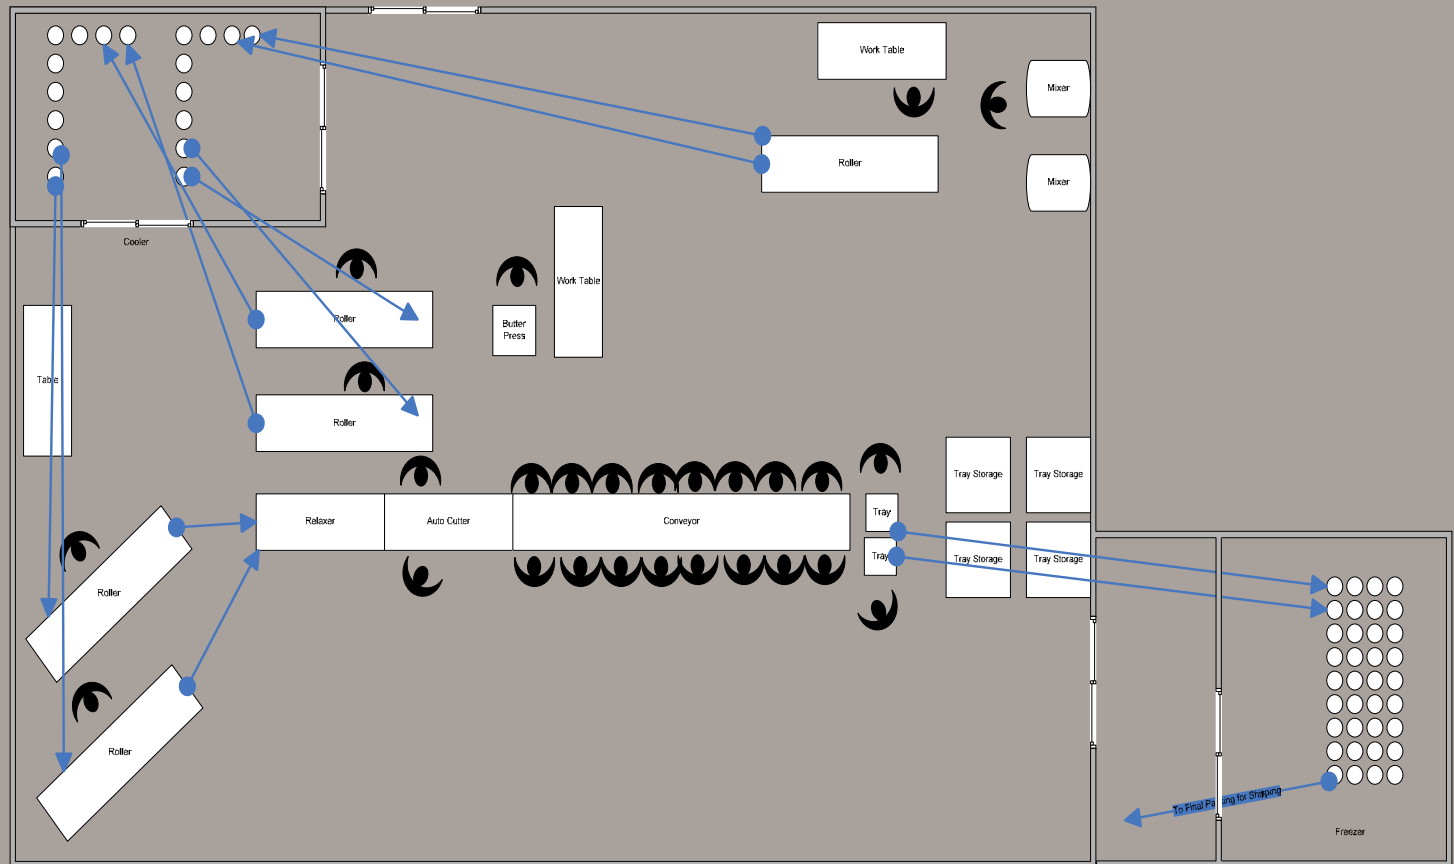 Work Table
Mixer
Roller
Mixer
Cooler
Work Table
Roller
Butter
Press
Table
Roller
Tray Storage
Tray Storage
Relaxer
Auto Cutter
Conveyor
Tray
Tray
Tray Storage
Tray Storage
Roller
Roller
To Final Packing for Shipping
Freezer